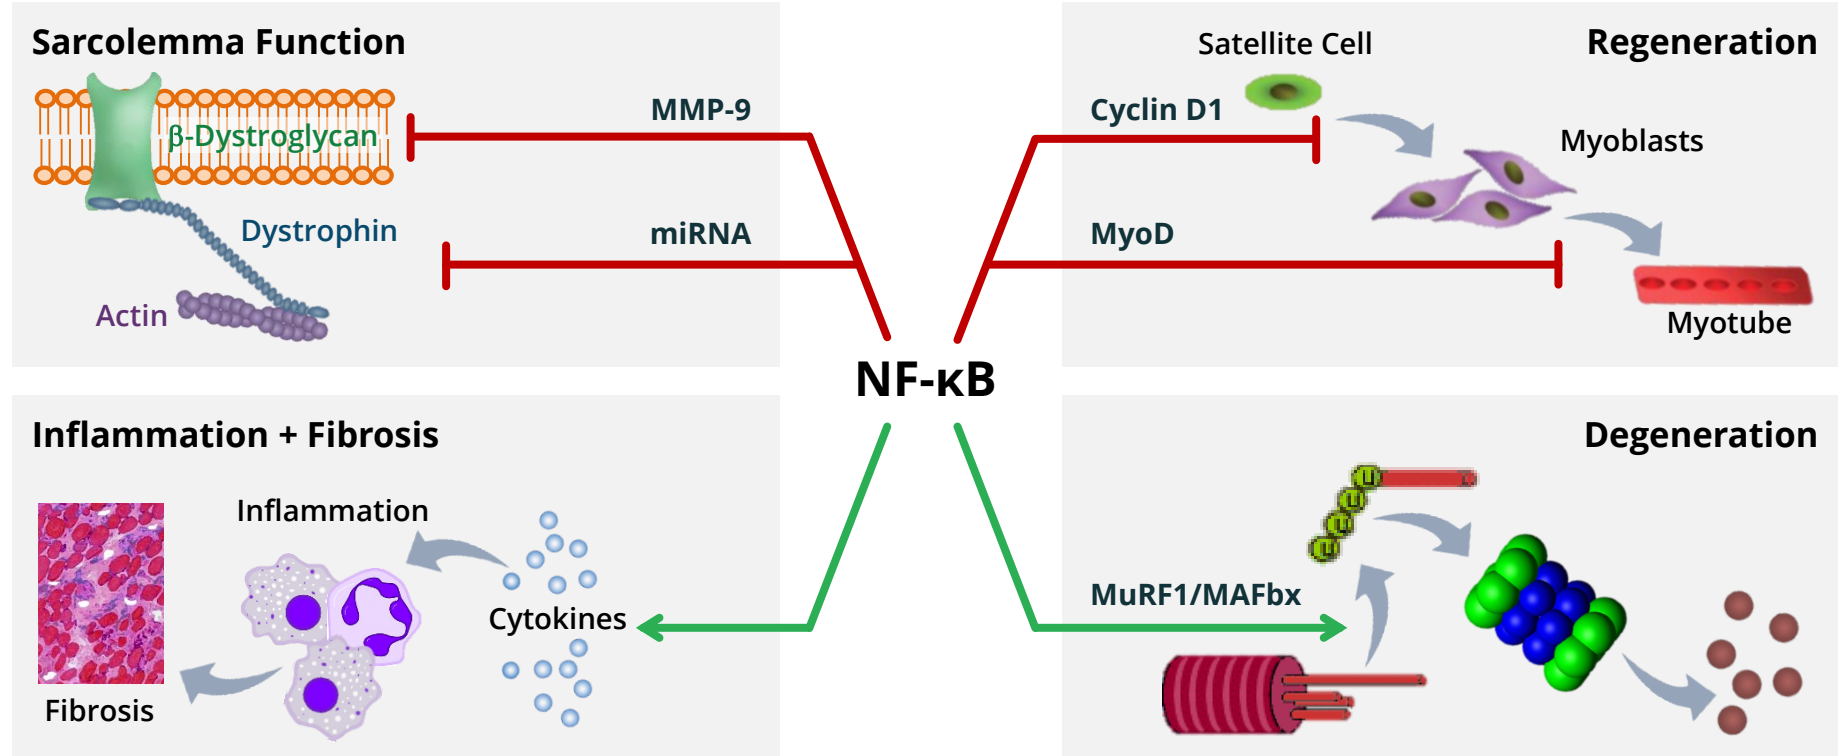 Sarcolemma Function
MMP-9
β-Dystroglycan
miRNA
Dystrophin
Actin
Regeneration
Satellite Cell
Cyclin D1
Myoblasts
MyoD
Myotube
NF-κB
Inflammation + Fibrosis
Inflammation
Cytokines
Fibrosis
Degeneration
MuRF1/MAFbx